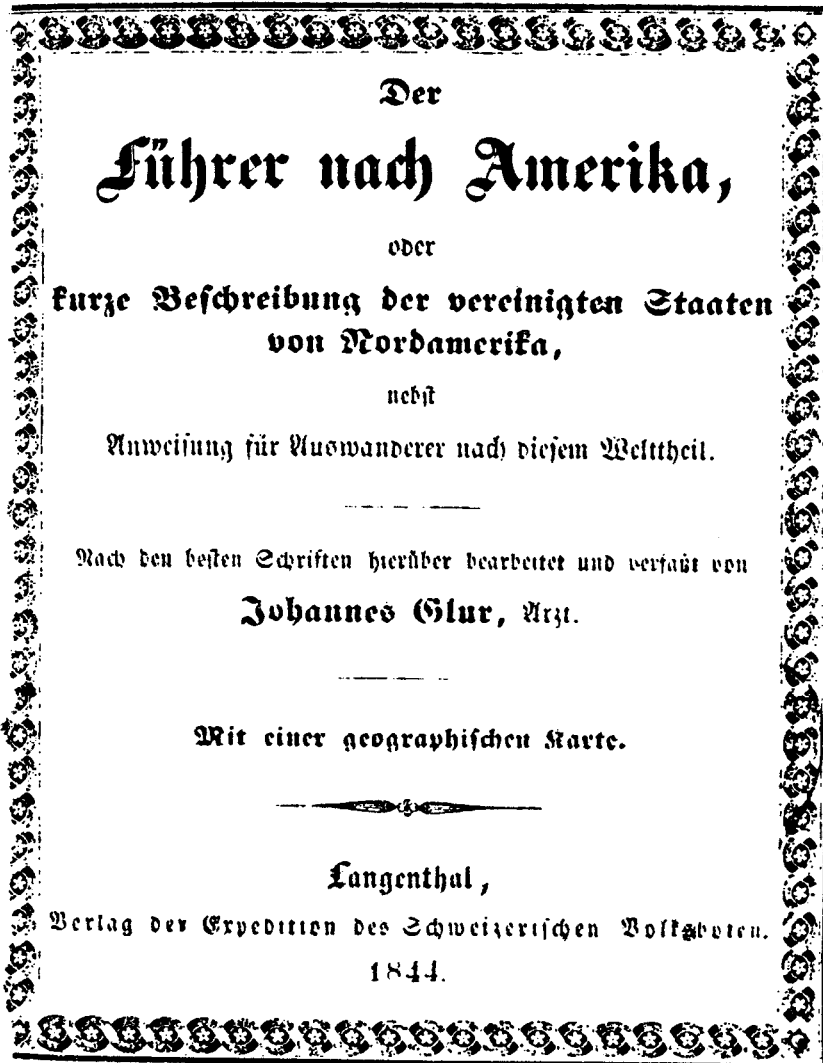 Der
Führer nach Amerika,
oder
kurze Beschreibung der vereinigten Staaten
von Nordamerika,
nebst
Anweisung für Auswanderer nach diesem Welttheil.
Nach den besten Schriften hierüber bearbeitet und verfaßt von
Johannes Glur, Arzt.
Mit einer geographischen Karte.
Langenthal,
Verlag der Expedition des Schweizerischen Volksboten.
1844.